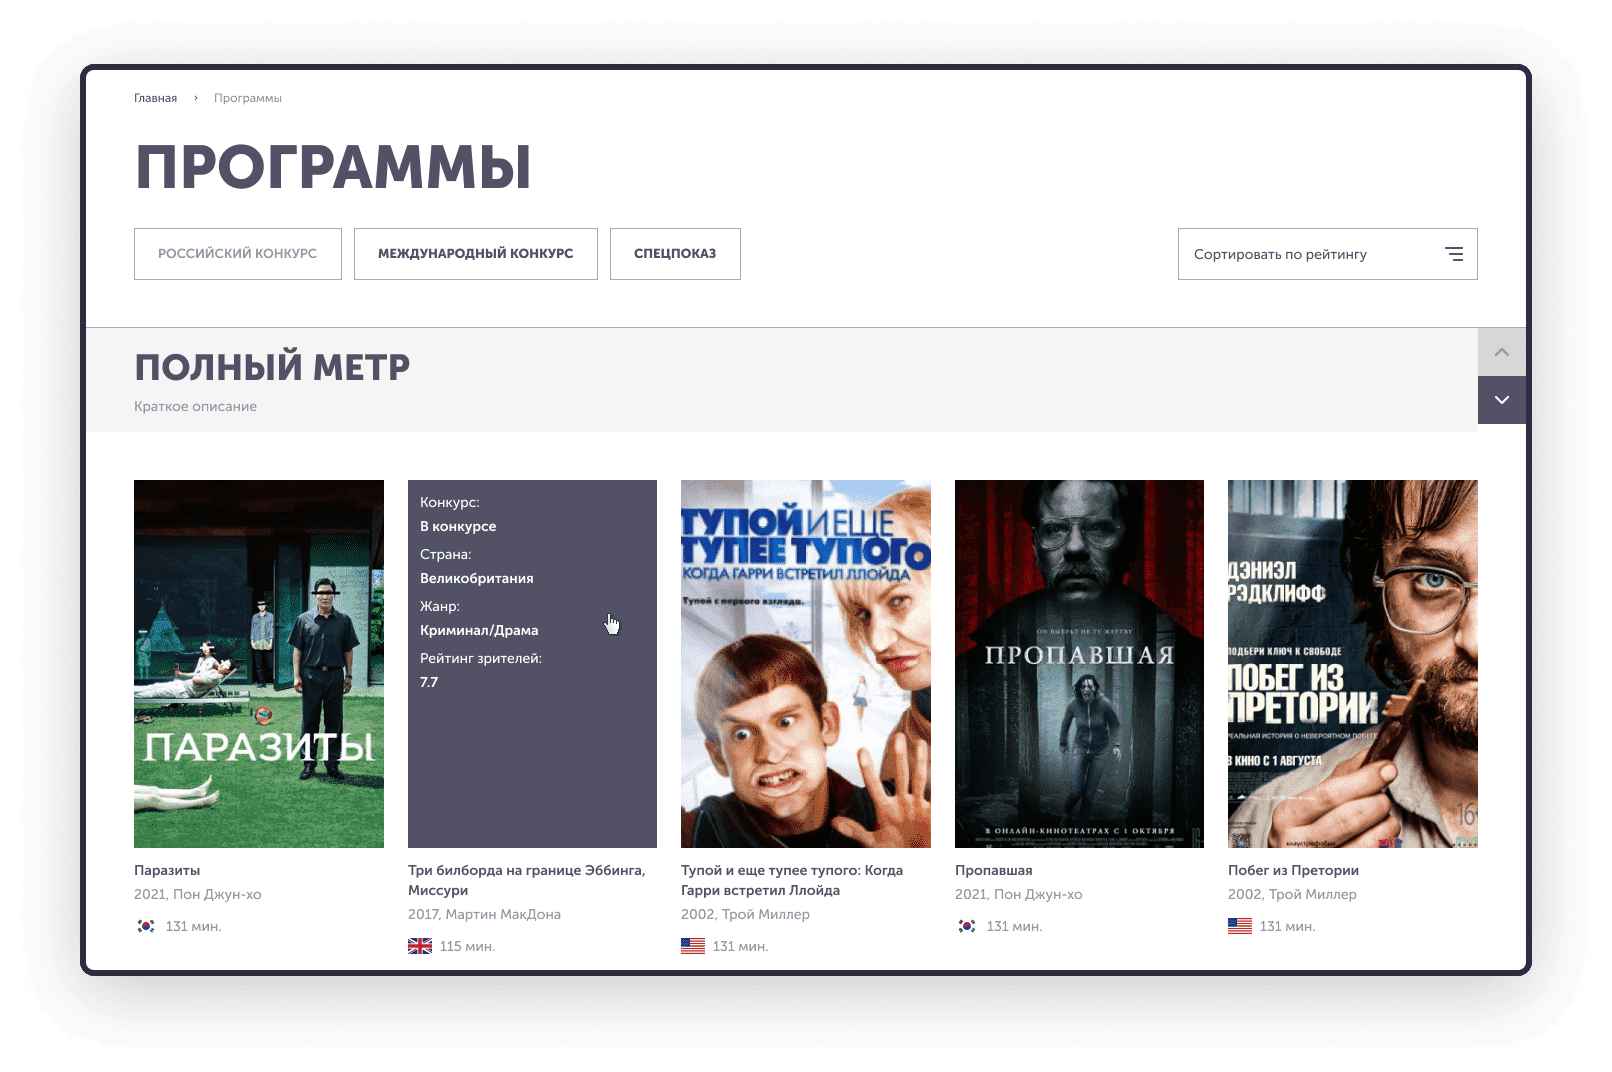 Главная › Программы
ПРОГРАММЫ
РОССИЙСКИЙ КОНКУРС
МЕЖДУНАРОДНЫЙ КОНКУРС
СПЕЦПОКАЗ
Сортировать по рейтингу
ПОЛНЫЙ МЕТР
Краткое описание
ПАРАЗИТЫ
Паразиты
2021, Пон Джун-хо
131 мин.
Конкурс:
В конкурсе
Страна:
Великобритания
Жанр:
Криминал/Драма
Рейтинг зрителей:
7.7
Три билборда на границе Эббинга,
Миссури
2017, Мартин МакДона
115 мин.
ТУПОЙ И ЕЩЕ
ТУПЕЕ ТУПОГО
КОГДА ГАРРИ ВСТРЕТИЛ ЛЛОЙДА
Тупой с первого взгляда.
Тупой и еще тупее тупого: Когда
Гарри встретил Ллойда
2002, Трой Миллер
131 мин.
ОН ВЫБРАЛ НЕ ТУ ЖЕРТВУ
ПРОПАВШАЯ
В ОНЛАЙН-КИНОТЕАТРАХ С 1 ОКТЯБРЯ
Пропавшая
2021, Пон Джун-хо
131 мин.
ДЭНИЭЛ
РЭДКЛИФФ
ПОДБЕРИ КЛЮЧ К СВОБОДЕ
ПОБЕГ ИЗ
ПРЕТОРИИ
РЕАЛЬНАЯ ИСТОРИЯ О НЕВЕРОЯТНОМ ПОБЕГЕ
В КИНО С 1 АВГУСТА
16+
Побег из Претории
2002, Трой Миллер
131 мин.